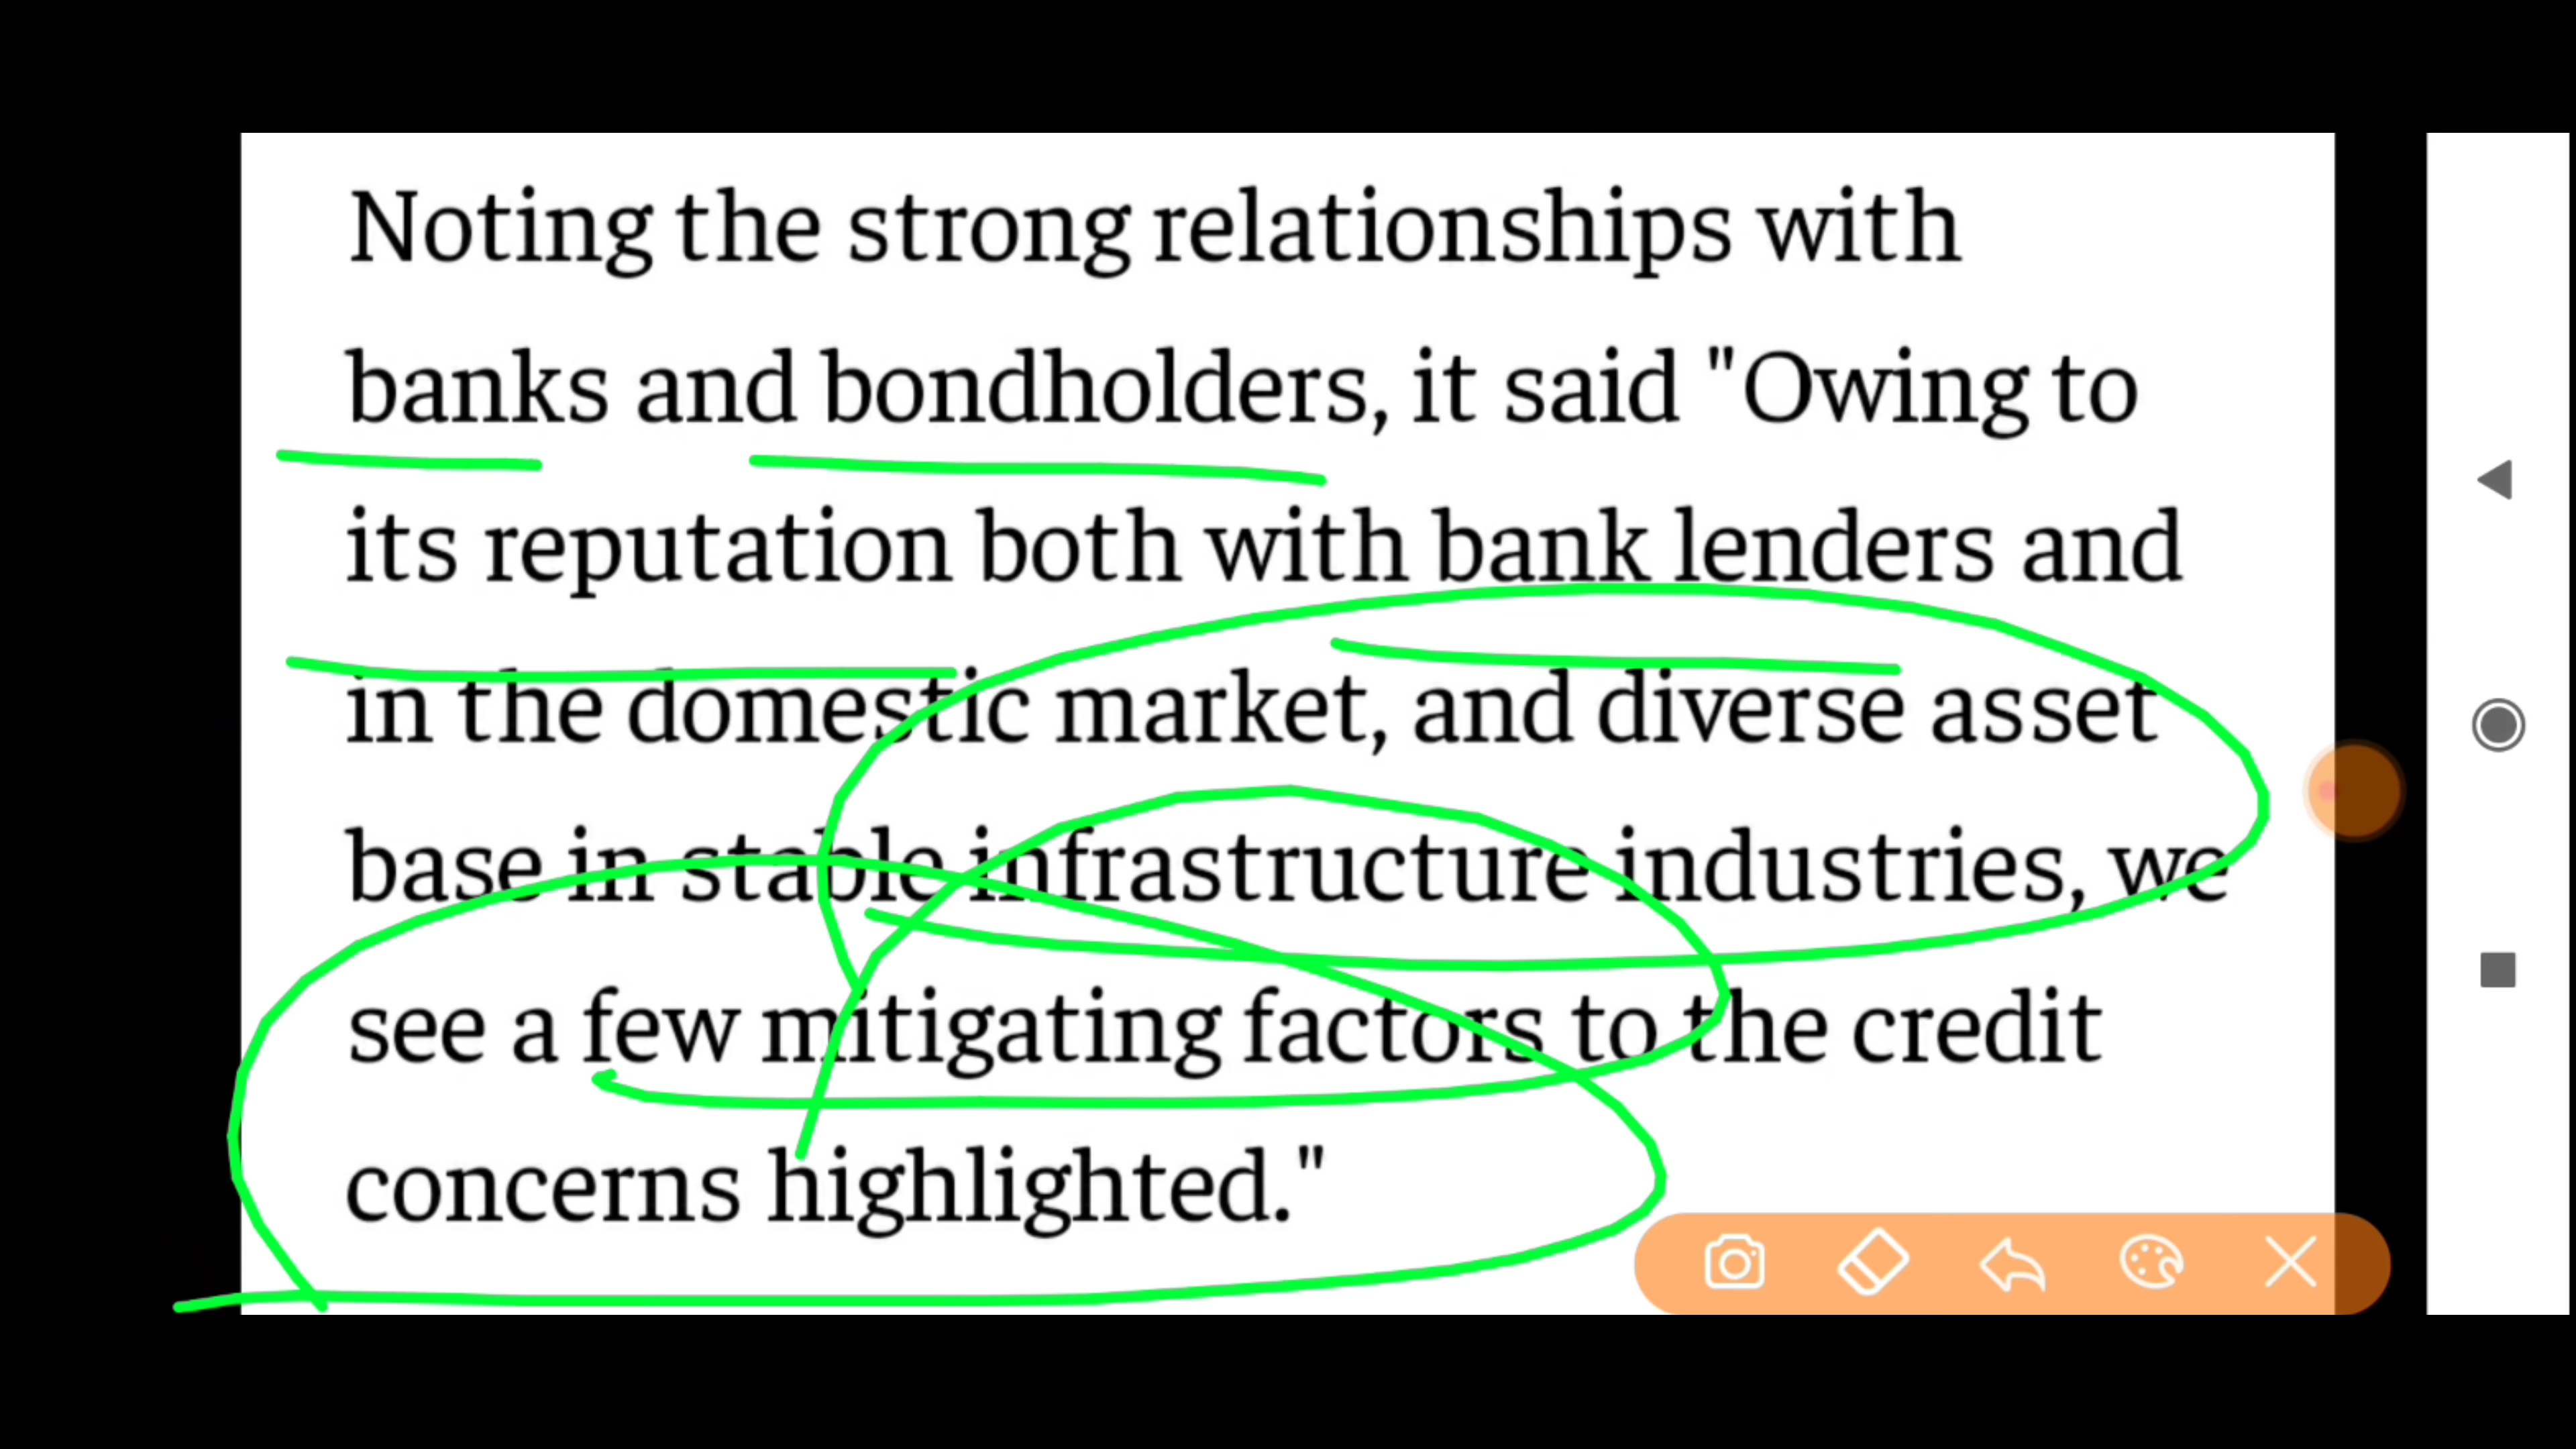 Noting the strong relationships with
banks and bondholders, it said "Owing to
its reputation both with bank lenders and
in the domestic market, and diverse asset
base in stable infrastructure industries, we
see a few mitigating factors to the credit
concerns highlighted."